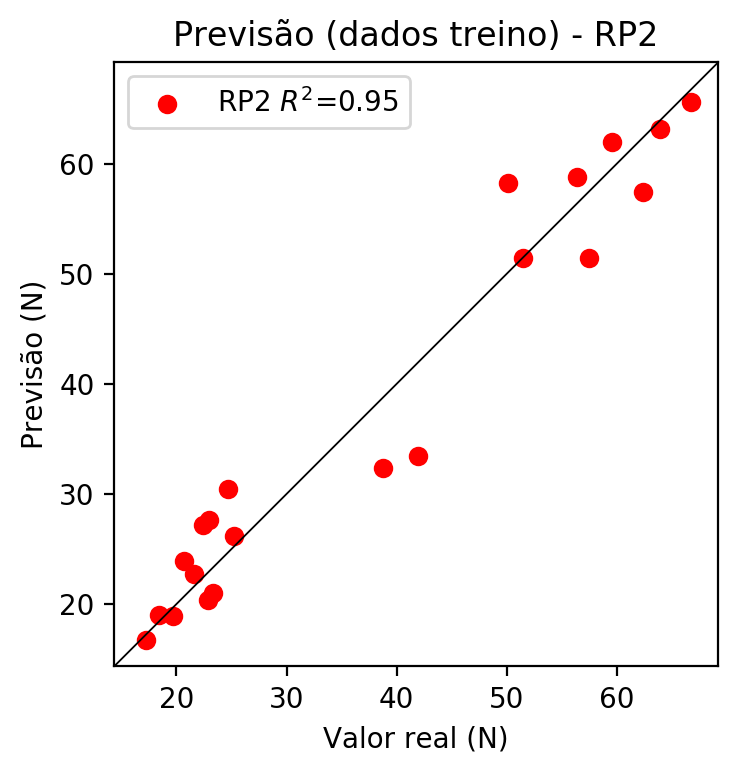 Previsão (dados treino) - RP2
RP2 R²=0.95
Previsão (N)
60
50
40
30
20
20 30 40 50 60
Valor real (N)